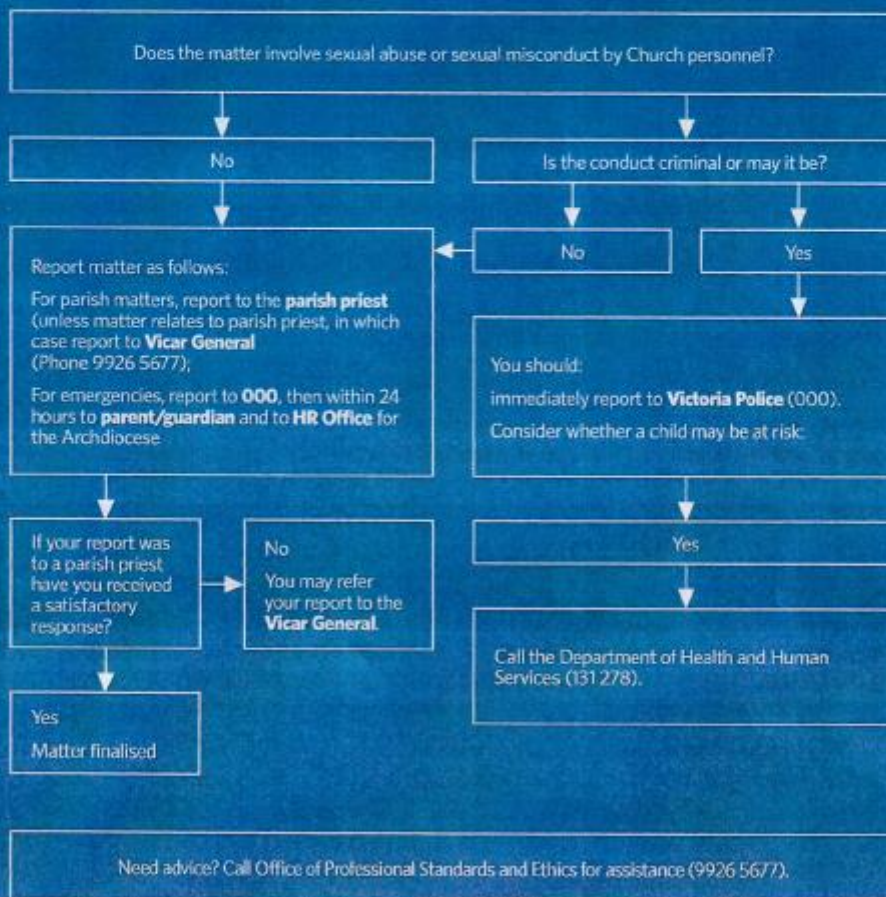 Does the matter involve sexual abuse or sexual misconduct by Church personnel?
No
Is the conduct criminal or may it be?
No
Yes
Report matter as follows:
For parish matters, report to the parish priest
(unless matter relates to parish priest, in which
case report to Vicar General
(Phone 9926 5677);
For emergencies, report to 000, then within 24
hours to parent/guardian and to HR Office for
the Archdiocese
You should:
immediately report to Victoria Police (000).
Consider whether a child may be at risk:
If your report was
to a parish priest
have you received
a satisfactory
response?
No
You may refer
your report to the
Vicar General.
Yes
Call the Department of Health and Human
Services (131 278).
Yes
Matter finalised
Need advice? Call Office of Professional Standards and Ethics for assistance (9926 5677).